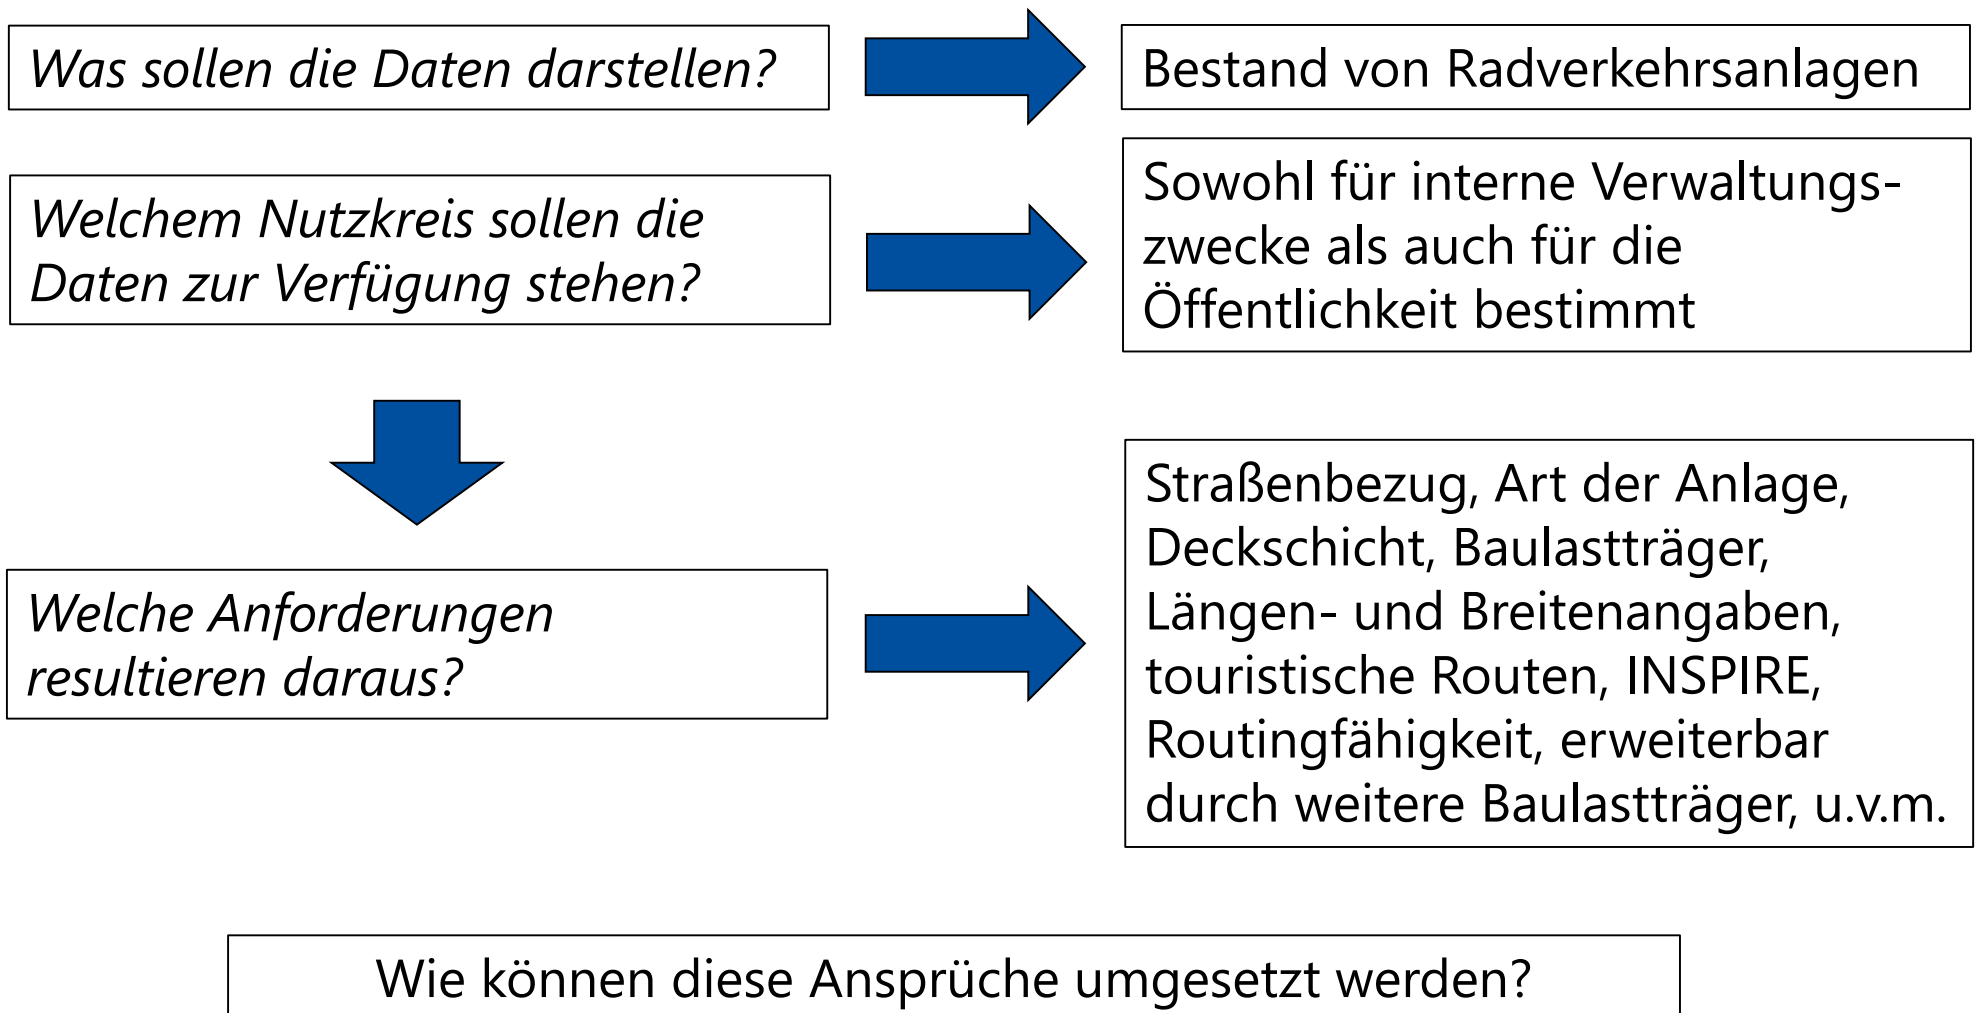 Was sollen die Daten darstellen?
Bestand von Radverkehrsanlagen
Welchem Nutzkreis sollen die
Daten zur Verfügung stehen?
Sowohl für interne Verwaltungs-
zwecke als auch für die
Öffentlichkeit bestimmt
Welche Anforderungen
resultieren daraus?
Straßenbezug, Art der Anlage,
Deckschicht, Baulastträger,
Längen- und Breitenangaben,
touristische Routen, INSPIRE,
Routingfähigkeit, erweiterbar
durch weitere Baulastträger, u.v.m.
Wie können diese Ansprüche umgesetzt werden?